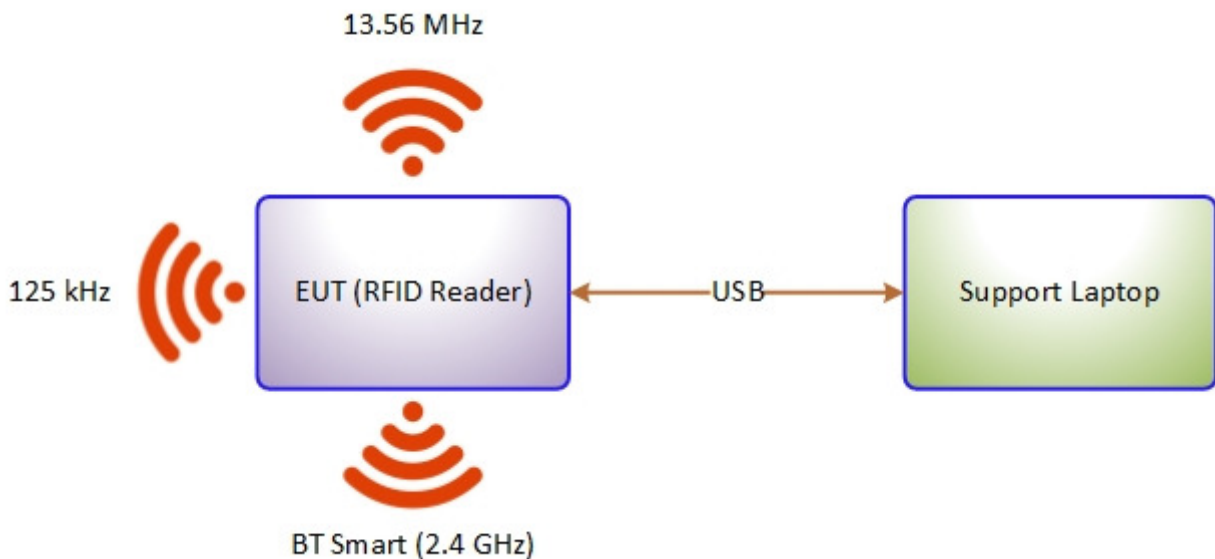 13.56 MHz
125 kHz
EUT (RFID Reader)
USB
Support Laptop
BT Smart (2.4 GHz)